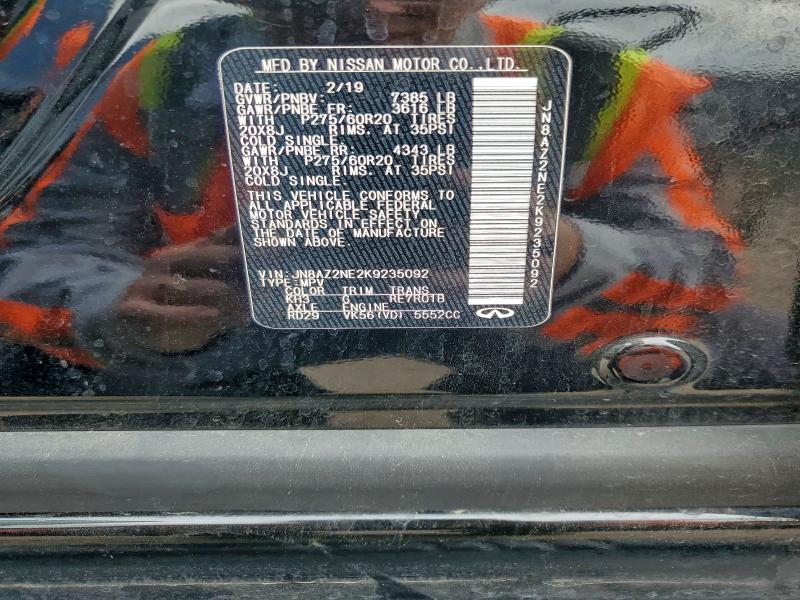 MFD BY NISSAN MOTOR CO.,LTD.
DATE: 2/19
GVWR/PNBV: 7385 LB
GAWR/PNBE FR: 3616 LB
WITH P275/60R20 TIRES
20X8J RIMS. AT 35PSI
COLD SINGLE
GAWR/PNBE RR: 4343 LB
WITH P275/60R20 TIRES
20X8J RIMS. AT 35PSI
COLD SINGLE
THIS VEHICLE CONFORMS TO
ALL APPLICABLE FEDERAL
MOTOR VEHICLE SAFETY
STANDARDS IN EFFECT ON
THE DATE OF MANUFACTURE
SHOWN ABOVE.
VIN: JN8AZ2NE2K9235092
TYPE: MPV
COLOR TRIM TRANS
KH3 G RE7R01B
AXLE ENGINE
RD29 VK56(VD) 5552CC
JN8AZ2NE2K9235092